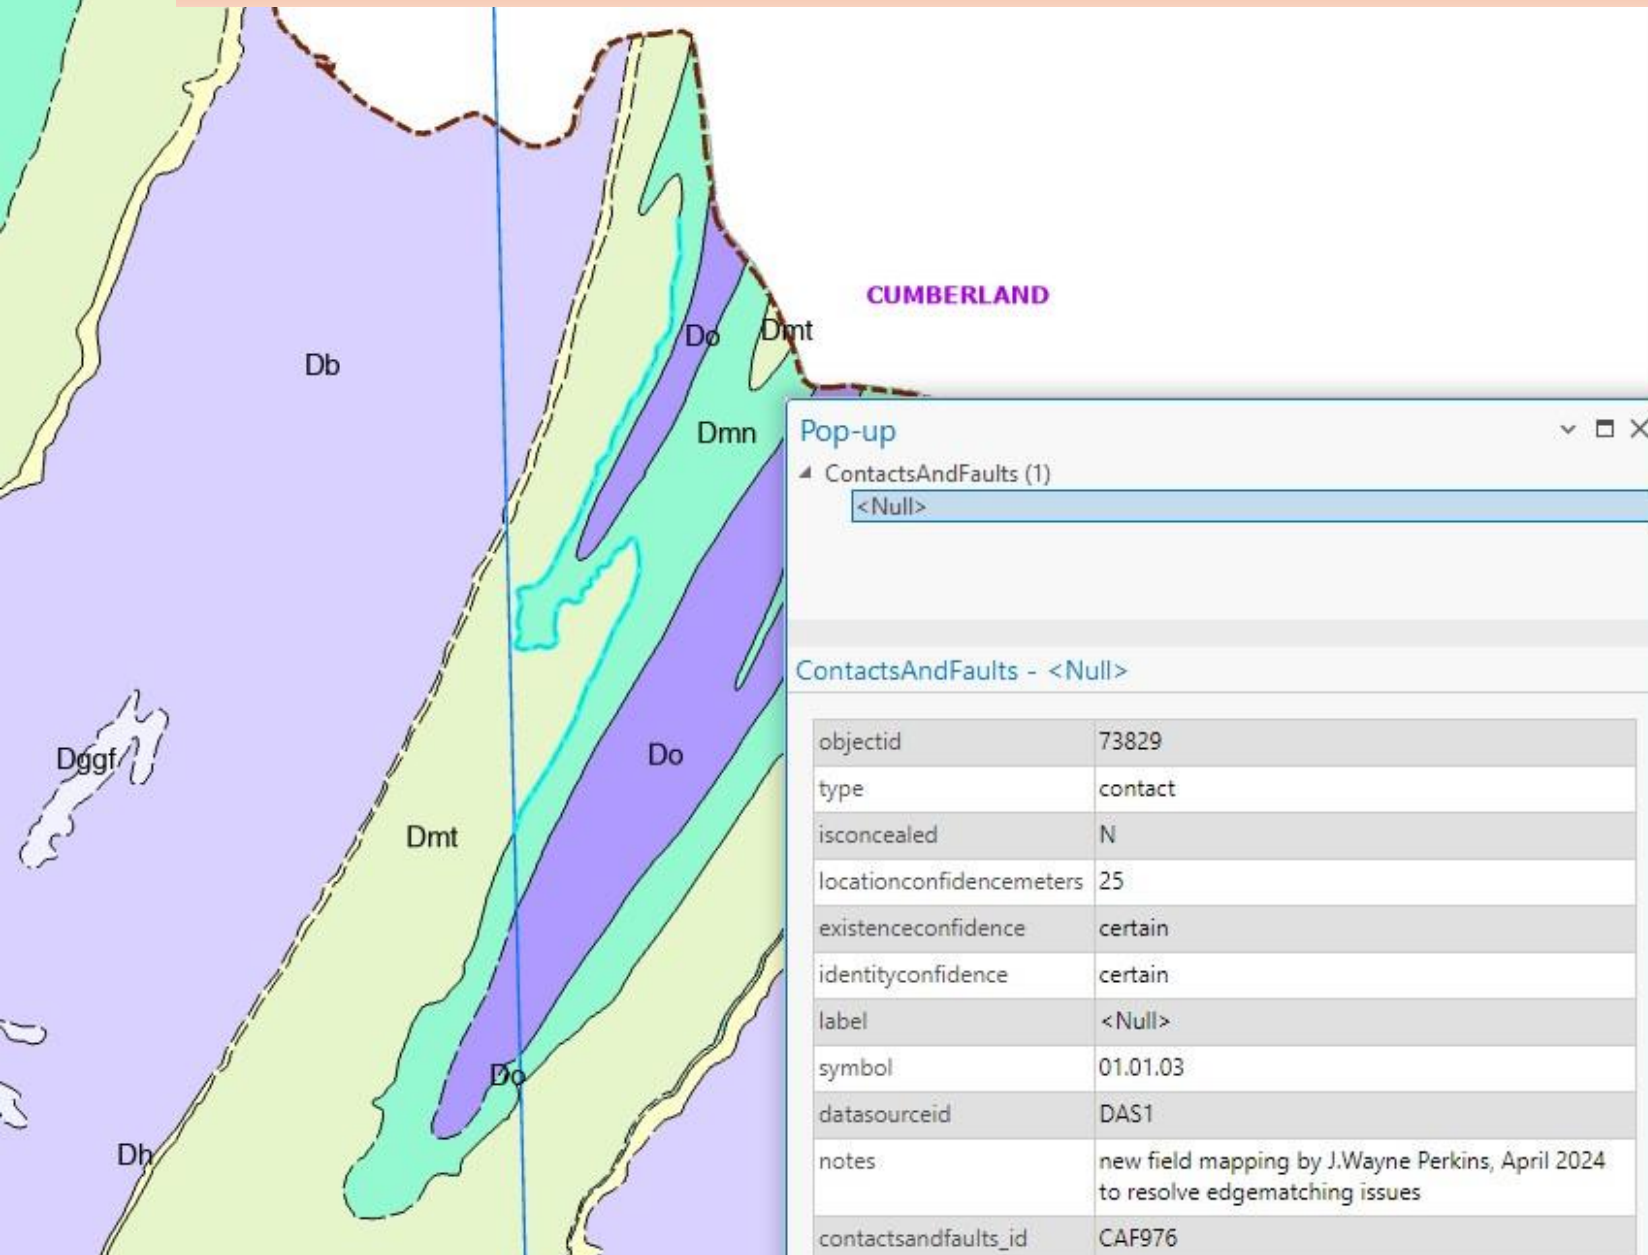 CUMBERLAND
Do
Dmt
Db
Dmn
Dggf
Do
Dmt
Do
Dh
Pop-up
ContactsAndFaults (1)
<Null>
ContactsAndFaults - <Null>
objectid 73829
type contact
isconcealed N
locationconfidencemeters 25
existenceconfidence certain
identityconfidence certain
label <Null>
symbol 01.01.03
datasourceid DAS1
notes new field mapping by J.Wayne Perkins, April 2024
to resolve edgematching issues
contactsandfaults_id CAF976